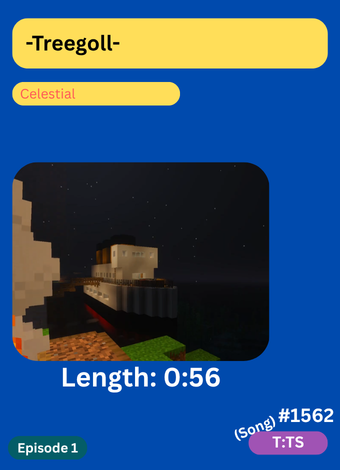 -Treegoll-
Celestial
Length: 0:56
(Song) #1562
T:TS
Episode 1